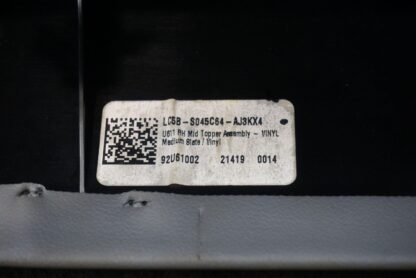 LC5B-S045C64-AJ3KX4
U611 RH Mid Topper Assembly - VINYL
Medium Slate / Vinyl
92U61002 21419 0014